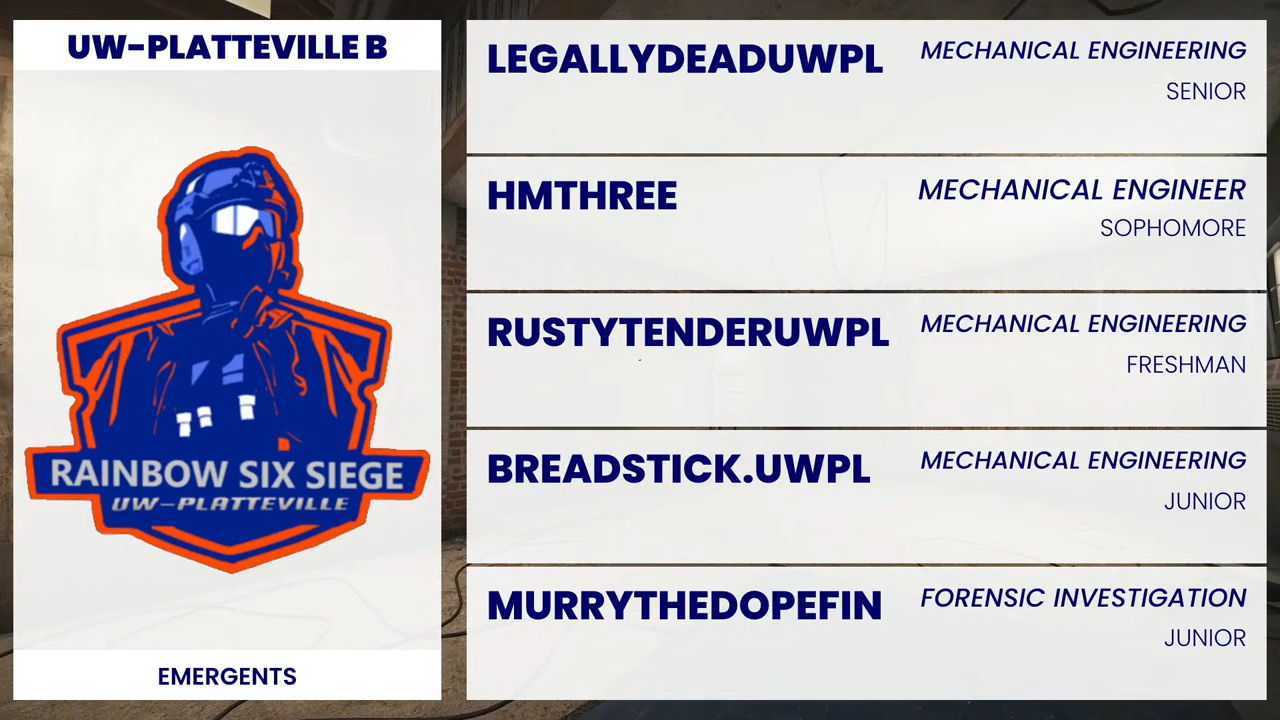 UW-PLATTEVILLE B
RAINBOW SIX SIEGE
UW-PLATTEVILLE
EMERGENTS
LEGALLYDEADUWPL
MECHANICAL ENGINEERING
SENIOR
HMTHREE
MECHANICAL ENGINEER
SOPHOMORE
RUSTYTENDERUWPL
MECHANICAL ENGINEERING
FRESHMAN
BREADSTICK.UWPL
MECHANICAL ENGINEERING
JUNIOR
MURRYTHEDOPEFIN
FORENSIC INVESTIGATION
JUNIOR